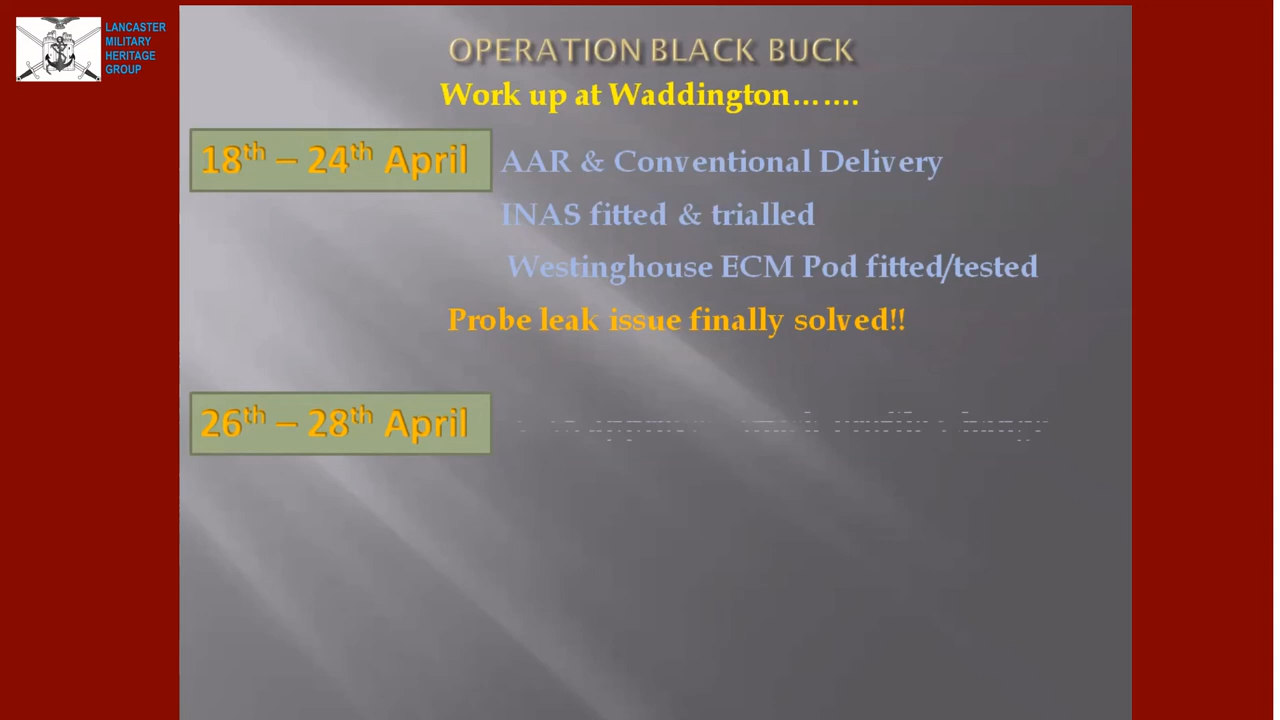 LANCASTER
MILITARY
HERITAGE
GROUP
OPERATION BLACK BUCK
Work up at Waddington…….
18th – 24th April AAR & Conventional Delivery
INAS fitted & trialled
Westinghouse ECM Pod fitted/tested
Probe leak issue finally solved!!
26th – 28th April